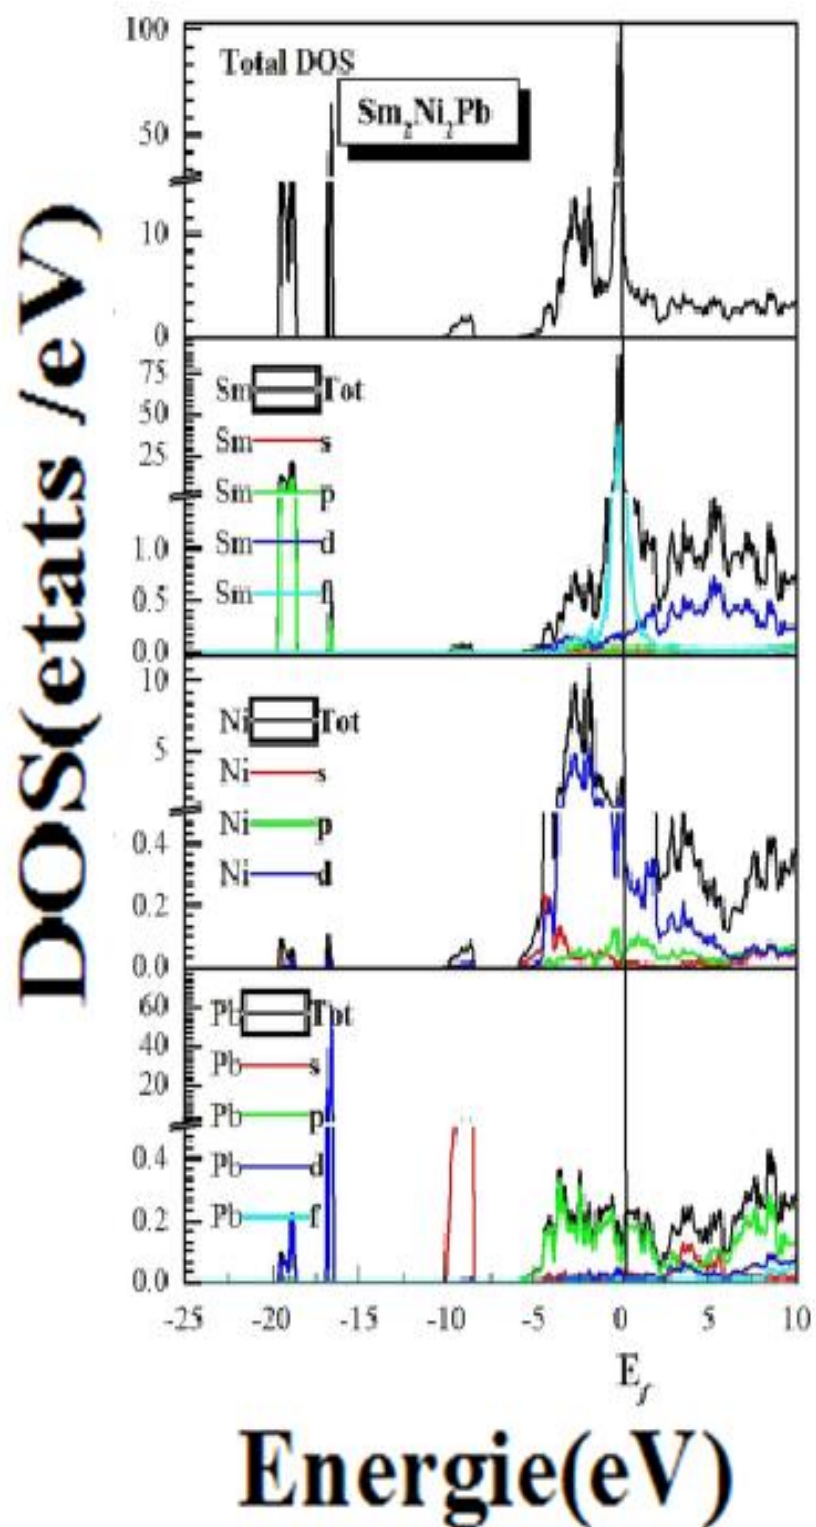 DOS(etats /eV)
100
Total DOS
Sm2Ni2Pb
50
10
0
75
Sm Tot
50
Sm s
25
Sm p
1.0
Sm d
0.5
Sm f
0.0
10
Ni Tot
5
Ni s
Ni p
0.4
Ni d
0.2
0.0
60
Pb Tot
40
Pb s
20
Pb p
0.4
Pb d
0.2
Pb f
0.0
-25 -20 -15 -10 -5 0 5 10
Ef
Energie(eV)